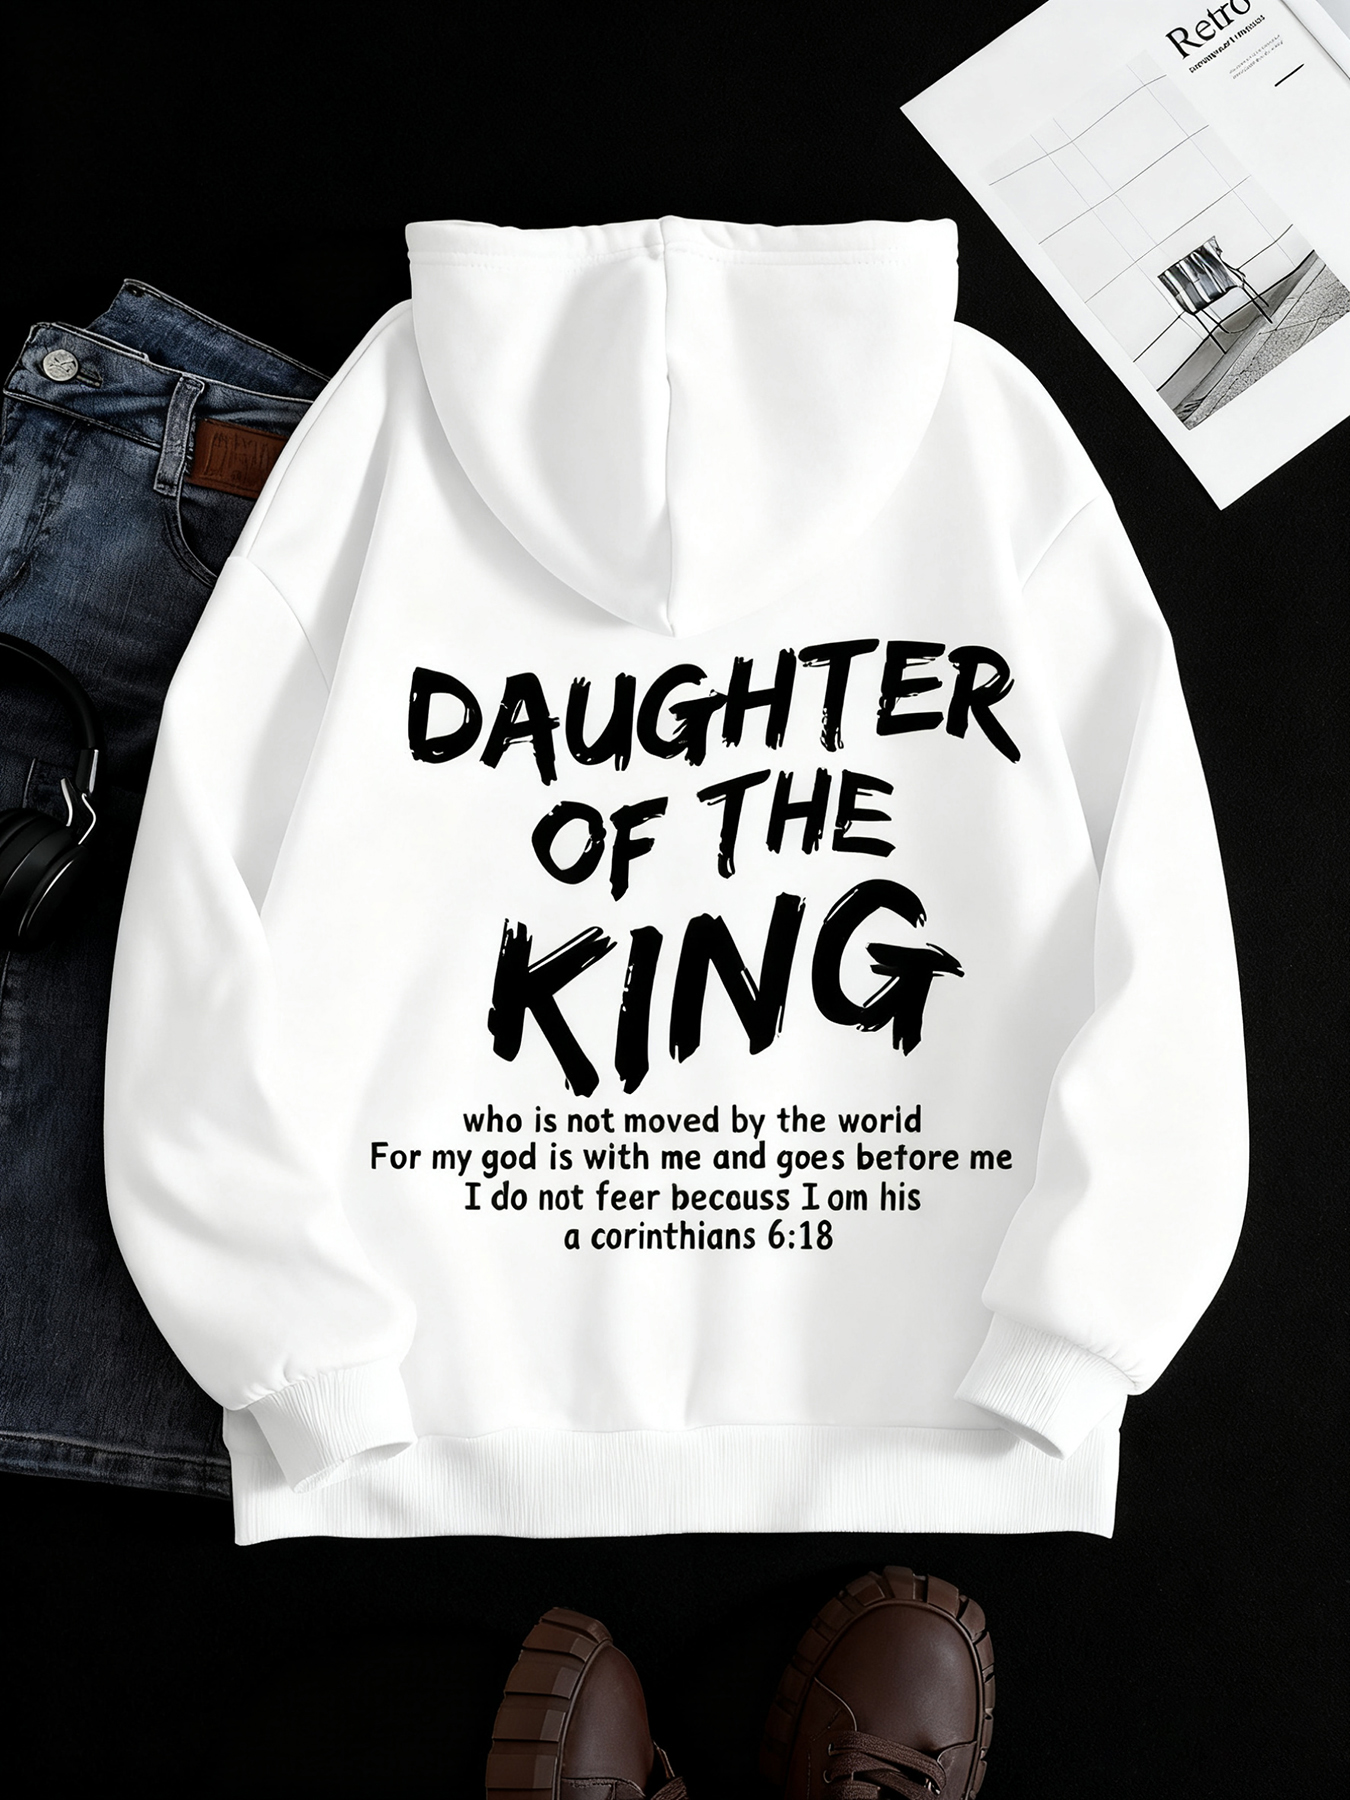 Retro
DAUGHTER
OF THE
KING
who is not moved by the worid
For my god is with me and goes before me
I do not feer becouss I om his
a corinthians 6:18